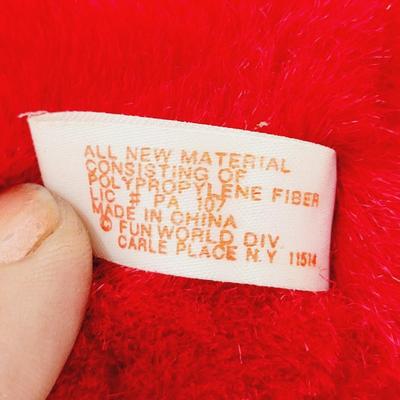 ALL NEW MATERIAL
CONSISTING OF
POLYPROPYLENE FIBER
LIC # PA 107
MADE IN CHINA
© FUN WORLD DIV.
CARLE PLACE N.Y 11514